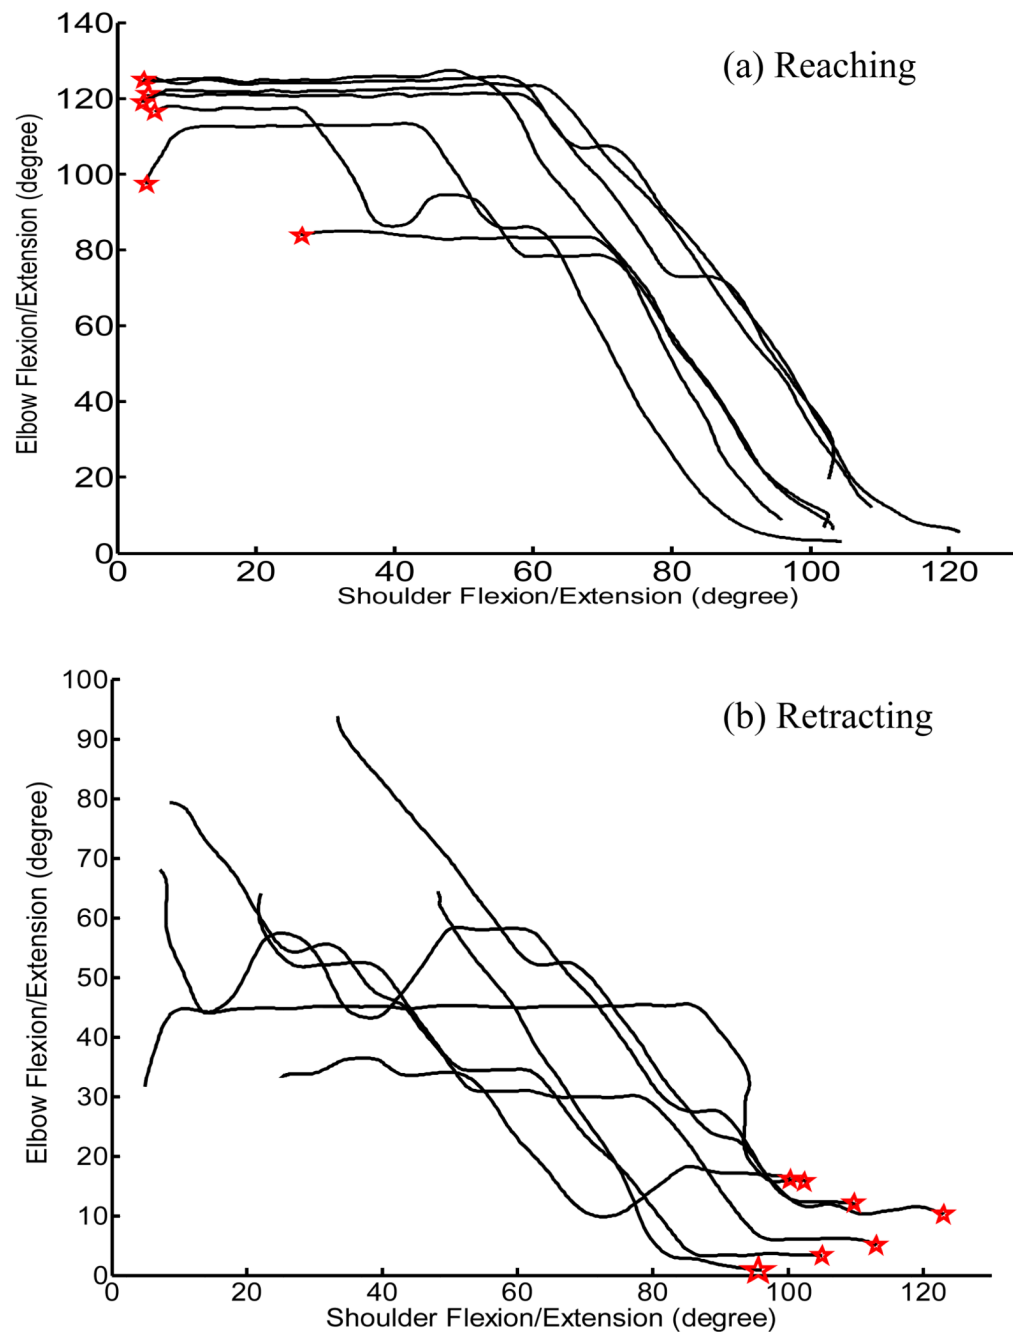 (a) Reaching
Elbow Flexion/Extension (degree)
140
120
100
80
60
40
20
0
0 20 40 60 80 100 120
Shoulder Flexion/Extension (degree)
(b) Retracting
Elbow Flexion/Extension (degree)
100
90
80
70
60
50
40
30
20
10
0
0 20 40 60 80 100 120
Shoulder Flexion/Extension (degree)